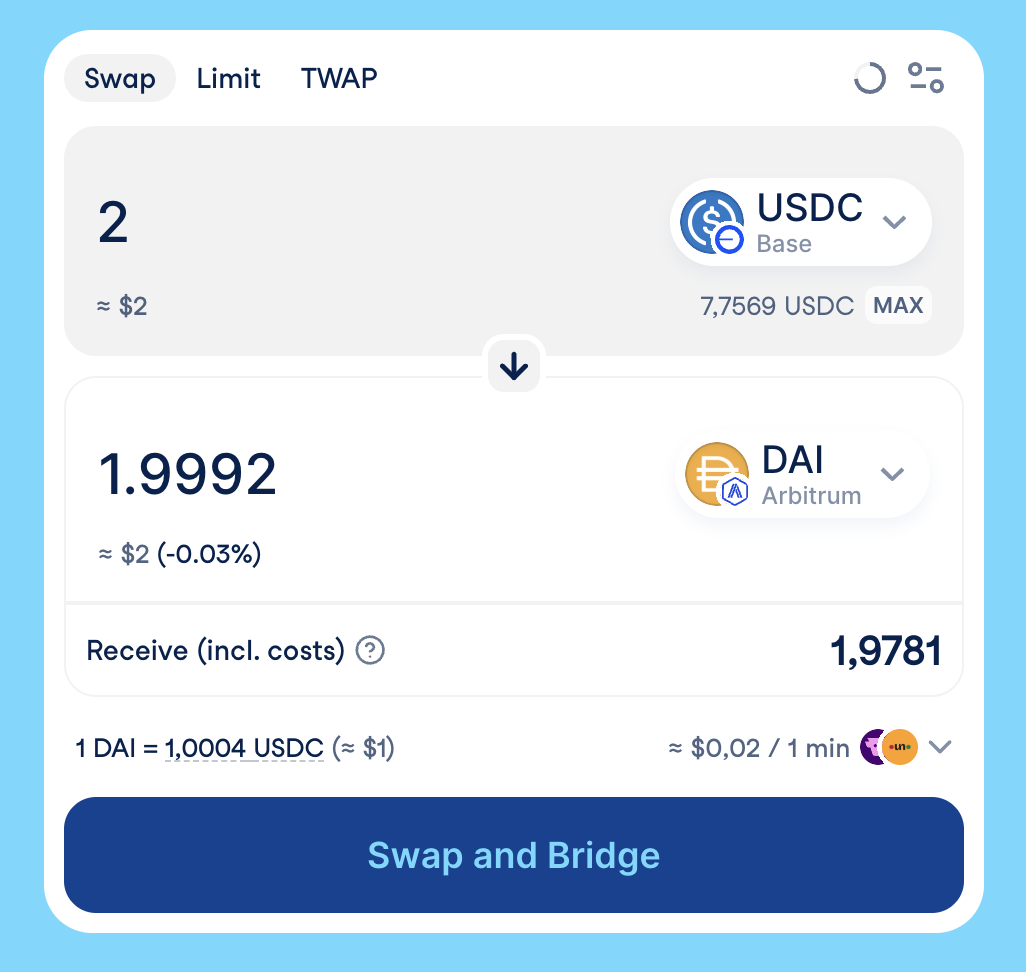 Swap Limit TWAP
2 USDC
Base
≈ $2 7,7569 USDC MAX
1.9992 DAI
Arbitrum
≈ $2 (-0.03%)
Receive (incl. costs) ? 1,9781
1 DAI = 1,0004 USDC (≈ $1) ≈ $0,02 / 1 min
Swap and Bridge